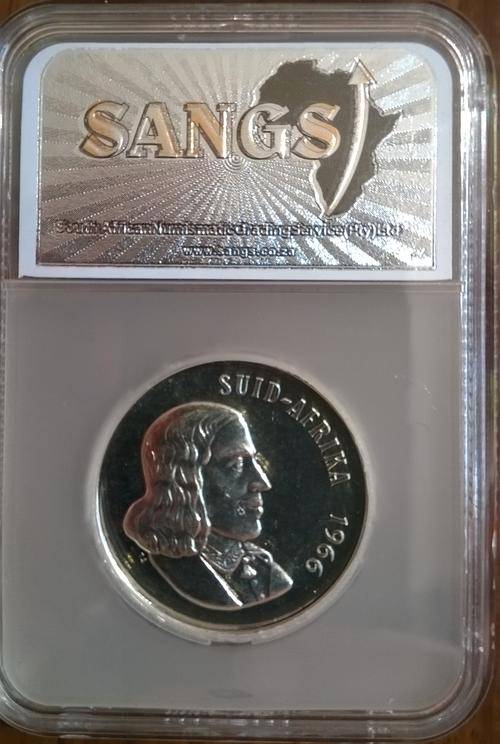 SANGS
South African Numismatic Grading Service (Pty) Ltd
www.sangs.co.za
SUID-AFRIKA 1966